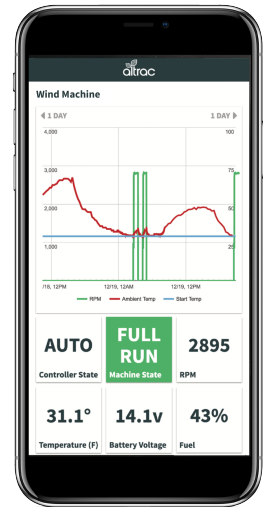 altrac
Wind Machine
1 DAY 1 DAY
4,000 100
3,000 75
2,000 50
1,000 25
/18, 12PM 12/19, 12AM 12/19, 12PM
RPM Ambient Temp Start Temp
AUTO
Controller State
FULL
RUN
Machine State
2895
RPM
31.1°
Temperature (F)
14.1v
Battery Voltage
43%
Fuel